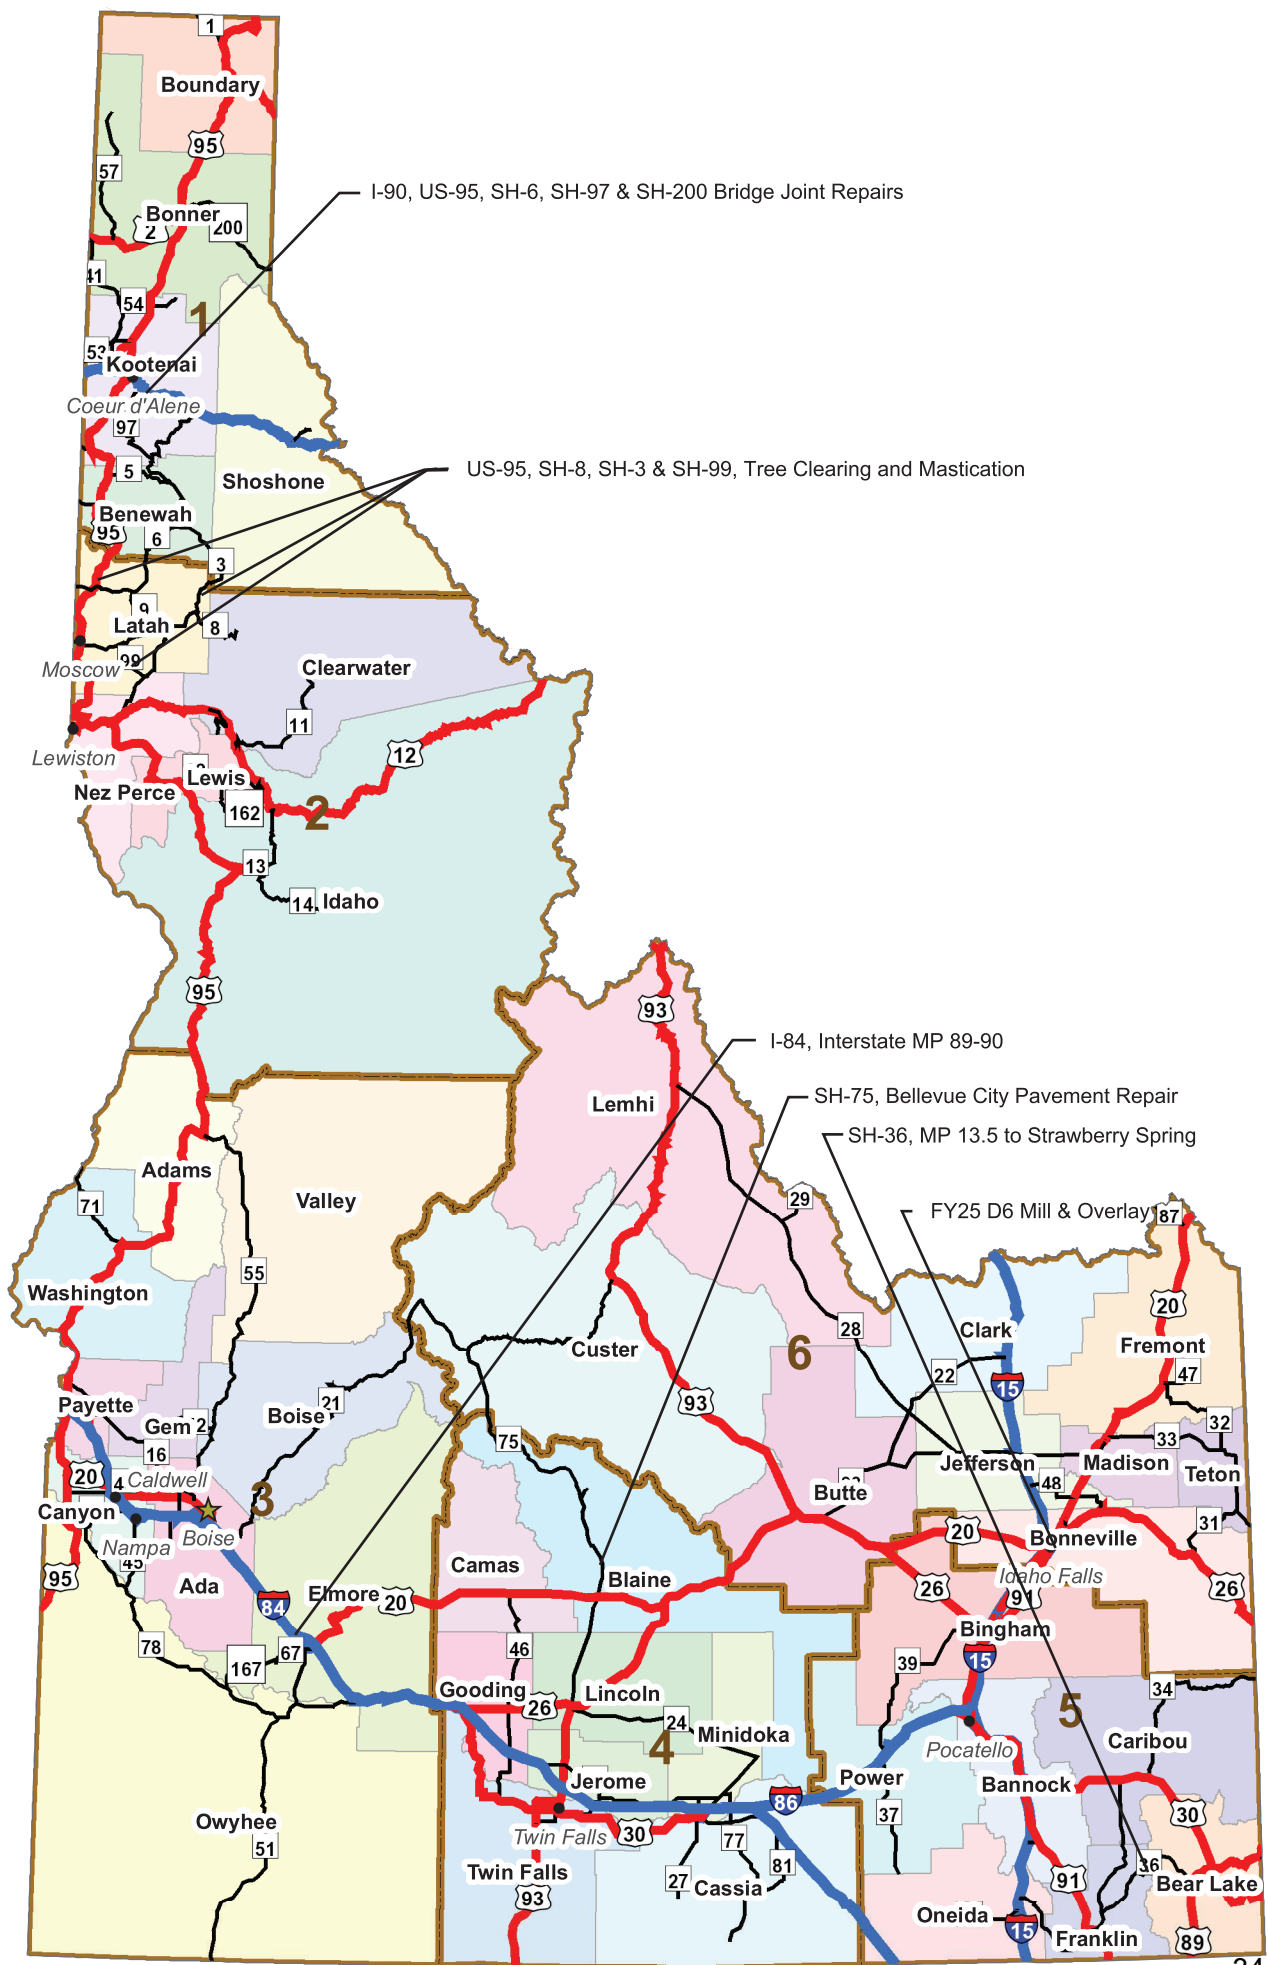 1
Boundary
95
57
Bonner
2
200
I-90, US-95, SH-6, SH-97 & SH-200 Bridge Joint Repairs
41
54
1
53
Kootenai
Coeur d'Alene
97
5
Shoshone
US-95, SH-8, SH-3 & SH-99, Tree Clearing and Mastication
Benewah
95
6
3
9
Latah
8
99
Moscow
Clearwater
11
Lewiston
12
Lewis
Nez Perce
162
2
13
14
Idaho
95
93
I-84, Interstate MP 89-90
SH-75, Bellevue City Pavement Repair
Lemhi
SH-36, MP 13.5 to Strawberry Spring
Adams
71
Valley
29
FY25 D6 Mill & Overlay
87
55
Washington
20
28
Clark
Fremont
Custer
6
22
15
47
93
Payette
Boise
21
Gem
16
75
32
33
Jefferson
Madison
Teton
20
Caldwell
4
48
Butte
3
Canyon
Boise
Nampa
45
31
20
Bonneville
Camas
Blaine
Idaho Falls
95
Ada
Elmore
20
84
26
91
26
Bingham
78
67
167
46
39
15
Gooding
26
Lincoln
24
Minidoka
4
34
5
Caribou
Pocatello
Jerome
Power
Bannock
86
37
30
Owyhee
51
Twin Falls
30
77
81
36
Twin Falls
27
Cassia
91
Bear Lake
93
Oneida
15
Franklin
89